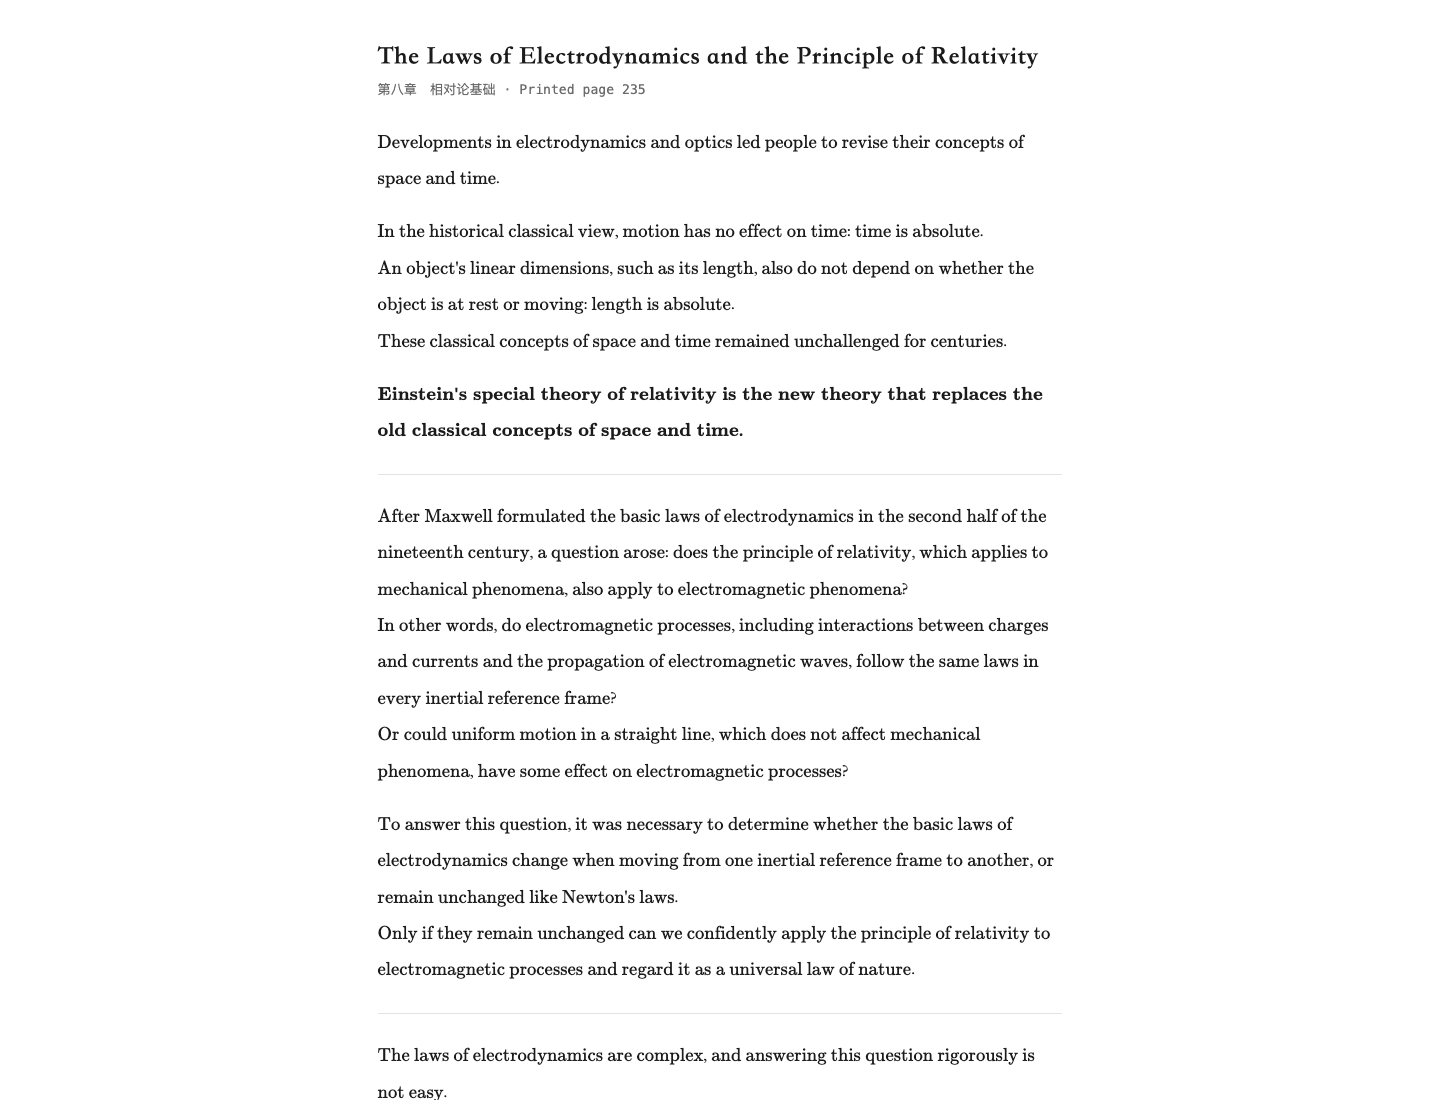 The Laws of Electrodynamics and the Principle of Relativity
第八章 相对论基础 · Printed page 235
Developments in electrodynamics and optics led people to revise their concepts of
space and time.
In the historical classical view, motion has no effect on time: time is absolute.
An object's linear dimensions, such as its length, also do not depend on whether the
object is at rest or moving: length is absolute.
These classical concepts of space and time remained unchallenged for centuries.
Einstein's special theory of relativity is the new theory that replaces the
old classical concepts of space and time.
After Maxwell formulated the basic laws of electrodynamics in the second half of the
nineteenth century, a question arose: does the principle of relativity, which applies to
mechanical phenomena, also apply to electromagnetic phenomena?
In other words, do electromagnetic processes, including interactions between charges
and currents and the propagation of electromagnetic waves, follow the same laws in
every inertial reference frame?
Or could uniform motion in a straight line, which does not affect mechanical
phenomena, have some effect on electromagnetic processes?
To answer this question, it was necessary to determine whether the basic laws of
electrodynamics change when moving from one inertial reference frame to another, or
remain unchanged like Newton's laws.
Only if they remain unchanged can we confidently apply the principle of relativity to
electromagnetic processes and regard it as a universal law of nature.
The laws of electrodynamics are complex, and answering this question rigorously is
not easy.